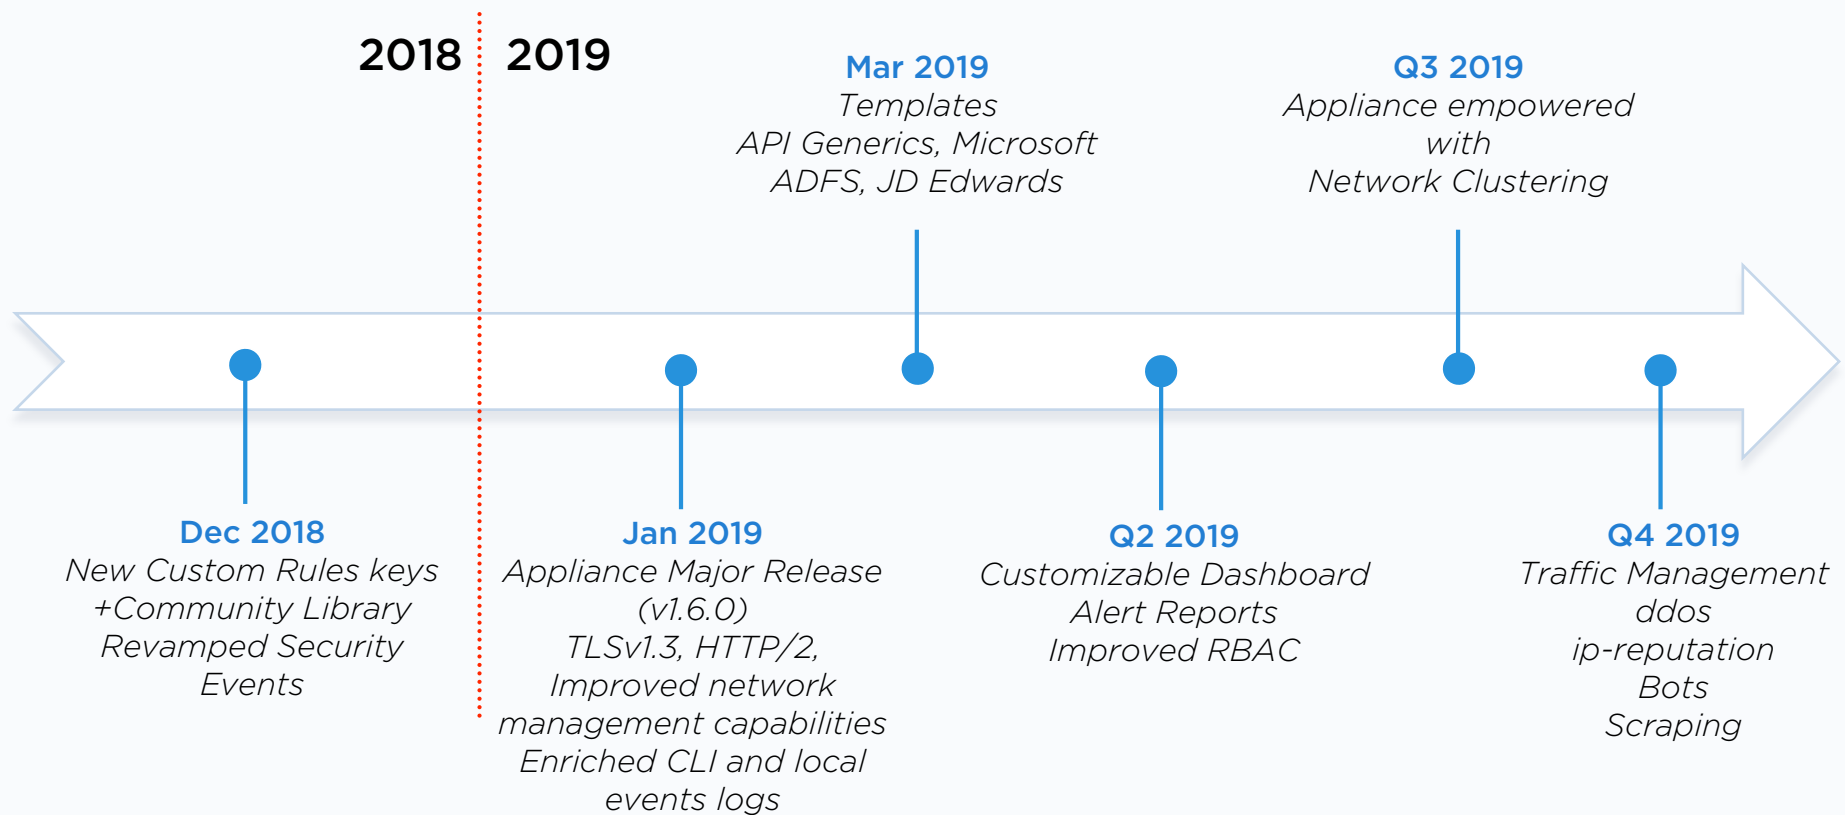 2018
2019
Mar 2019
Templates
API Generics, Microsoft
ADFS, JD Edwards
Q3 2019
Appliance empowered
with
Network Clustering
Dec 2018
New Custom Rules keys
+Community Library
Revamped Security
Events
Jan 2019
Appliance Major Release
(v1.6.0)
TLSv1.3, HTTP/2,
Improved network
management capabilities
Enriched CLI and local
events logs
Q2 2019
Customizable Dashboard
Alert Reports
Improved RBAC
Q4 2019
Traffic Management
ddos
ip-reputation
Bots
Scraping